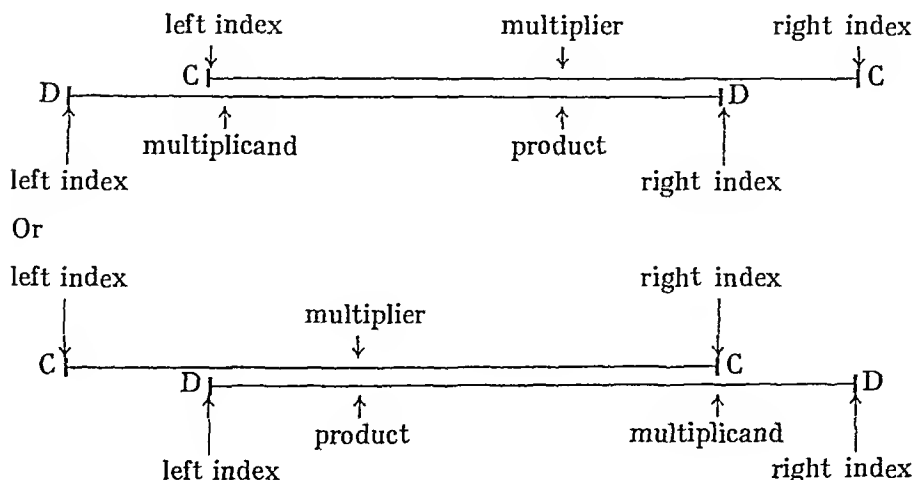 left index multiplier right index
C C
D D
multiplicand product
left index right index
Or
left index right index
multiplier
C C
D D
product multiplicand
left index right index